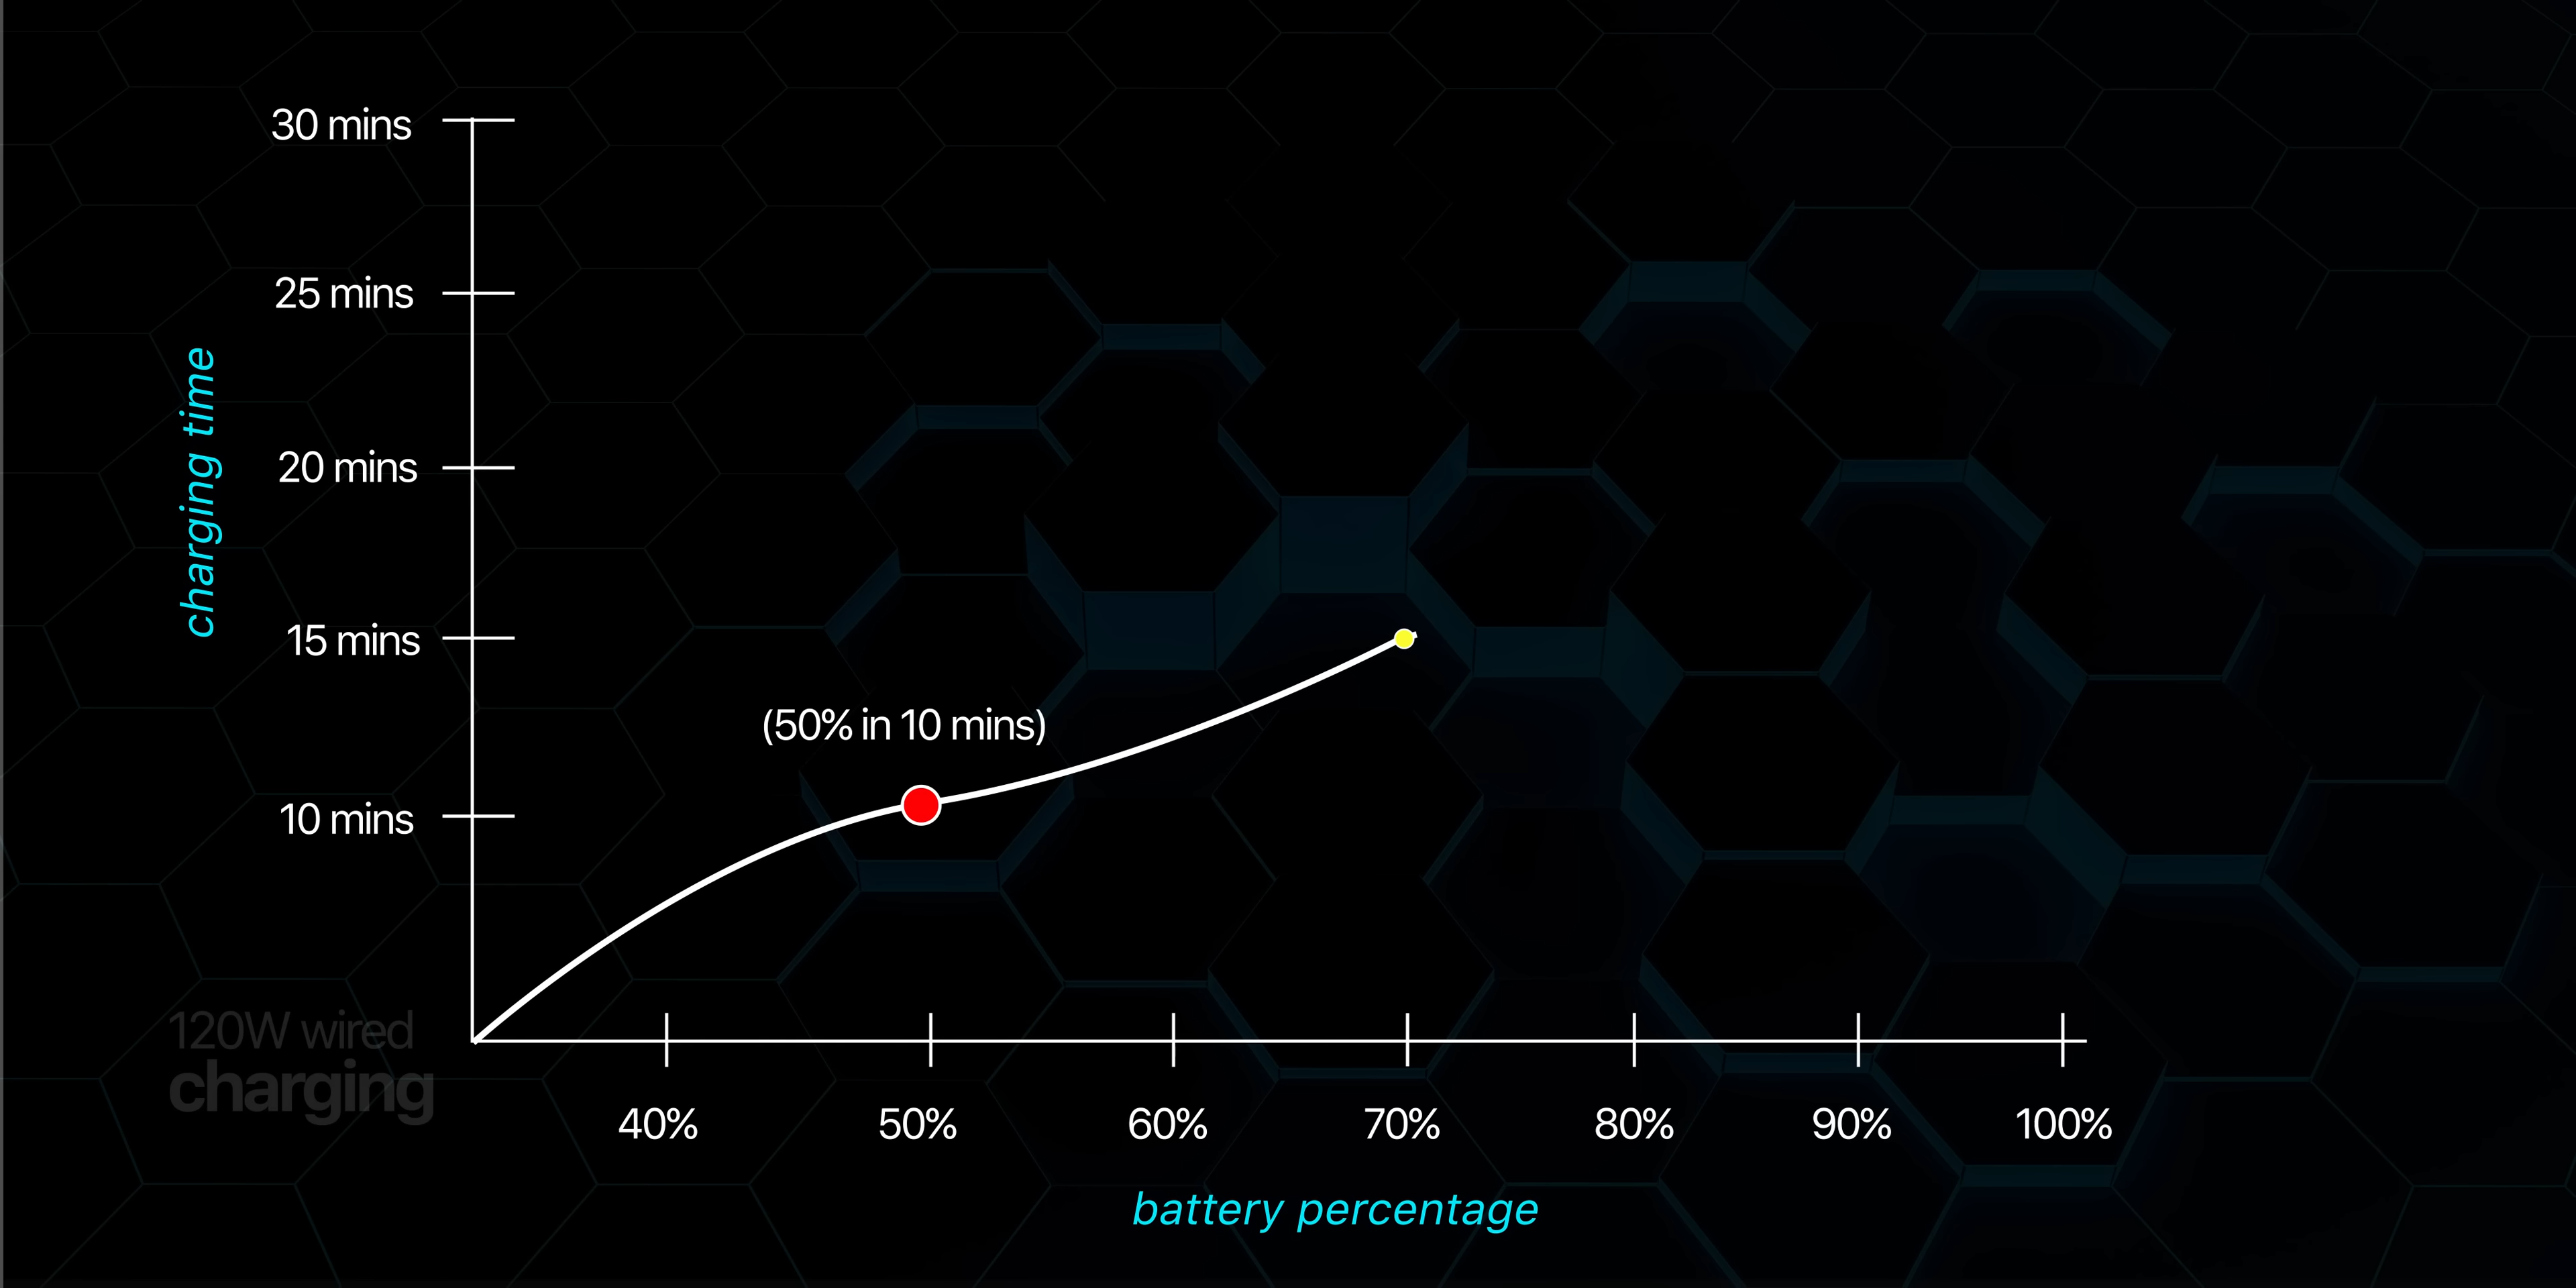 30 mins
25 mins
20 mins
15 mins
10 mins
charging time
(50% in 10 mins)
120W wired
charging
40% 50% 60% 70% 80% 90% 100%
battery percentage